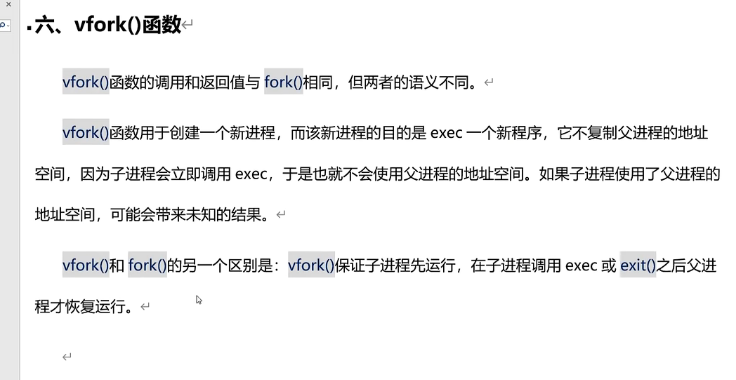 六、vfork()函数
vfork()函数的调用和返回值与 fork()相同，但两者的语义不同。
vfork()函数用于创建一个新进程，而该新进程的目的是 exec 一个新程序，它不复制父进程的地址
空间，因为子进程会立即调用 exec，于是也就不会使用父进程的地址空间。如果子进程使用了父进程的
地址空间，可能会带来未知的结果。
vfork()和 fork()的另一个区别是：vfork()保证子进程先运行，在子进程调用 exec 或 exit()之后父进
程才恢复运行。